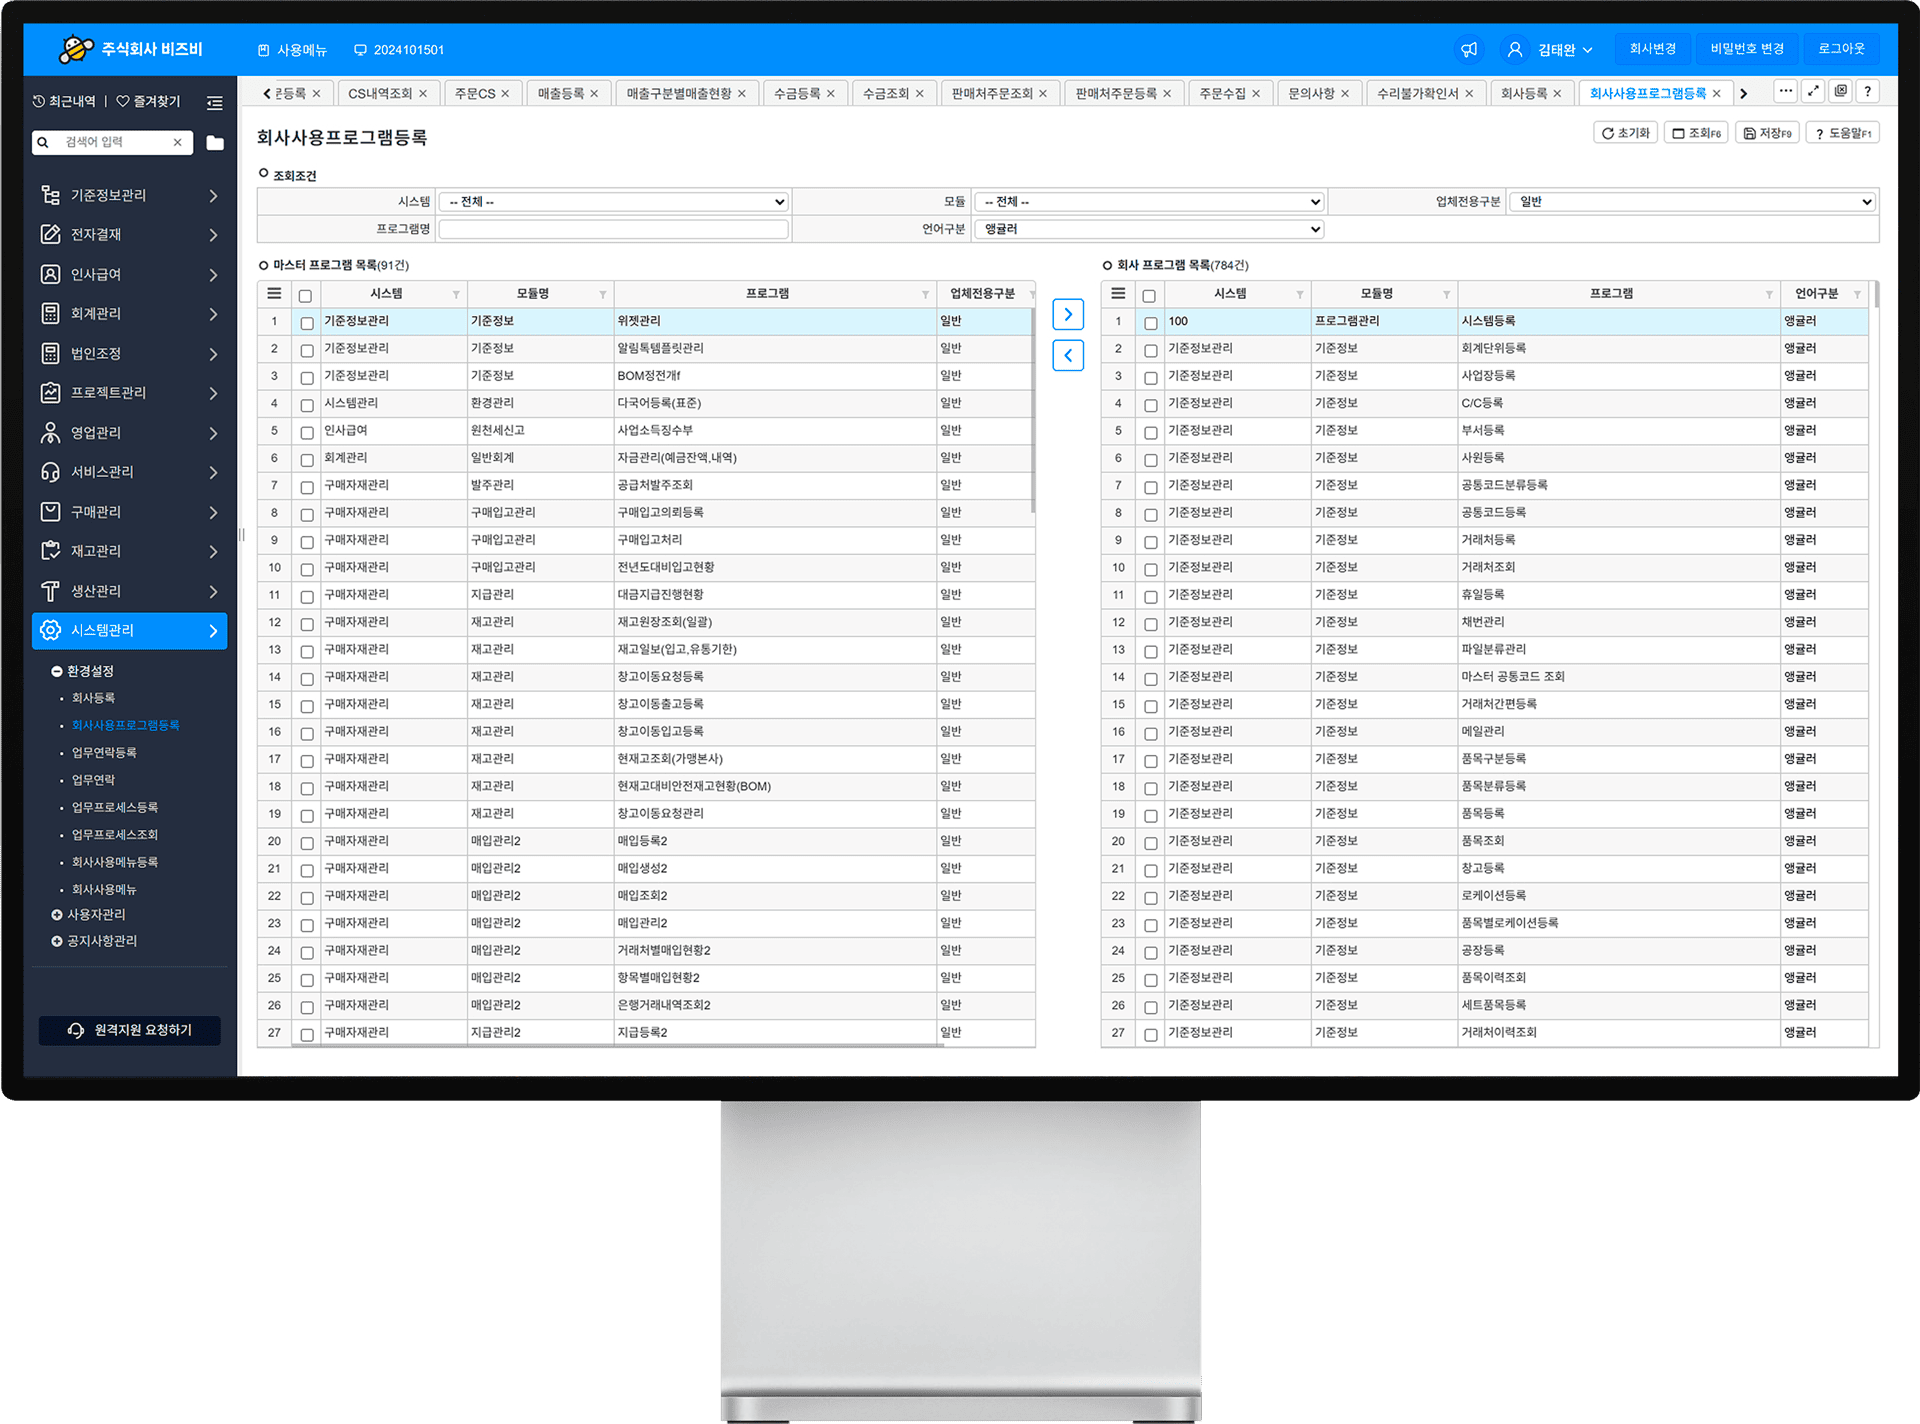 주식회사 비즈비
사용메뉴
2024101501
김태완
회사변경
비밀번호 변경
로그아웃
최근내역 | 즐겨찾기
검색어 입력
기준정보관리
전자결재
인사급여
회계관리
법인조정
프로젝트관리
영업관리
서비스관리
구매관리
재고관리
생산관리
시스템관리
환경설정
회사등록
회사사용프로그램등록
업무연락등록
업무연락
업무프로세스등록
업무프로세스조회
회사사용메뉴등록
회사사용메뉴
사용자관리
공지사항관리
원격지원 요청하기
등록 CS내역조회 주문CS 매출등록 매출구분별매출현황 수금등록 수금조회 판매처주문조회 판매처주문등록 주문수집 문의사항 수리불가확인서 회사등록 회사사용프로그램등록
회사사용프로그램등록
초기화 조회F6 저장F9 ? 도움말F1
조회조건
시스템 -- 전체 -- 모듈 -- 전체 -- 업체전용구분 일반
프로그램명 언어구분 앵귤러
마스터 프로그램 목록(91건)
시스템 모듈명 프로그램 업체전용구분
1 기준정보관리 기준정보 위젯관리 일반
2 기준정보관리 기준정보 알림톡템플릿관리 일반
3 기준정보관리 기준정보 BOM정전개f 일반
4 시스템관리 환경관리 다국어등록(표준) 일반
5 인사급여 원천세신고 사업소득징수부 일반
6 회계관리 일반회계 자금관리(예금잔액,내역) 일반
7 구매자재관리 발주관리 공급처발주조회 일반
8 구매자재관리 구매입고관리 구매입고의뢰등록 일반
9 구매자재관리 구매입고관리 구매입고처리 일반
10 구매자재관리 구매입고관리 전년도대비입고현황 일반
11 구매자재관리 지급관리 대금지급진행현황 일반
12 구매자재관리 재고관리 재고원장조회(일괄) 일반
13 구매자재관리 재고관리 재고일보(입고,유통기한) 일반
14 구매자재관리 재고관리 창고이동요청등록 일반
15 구매자재관리 재고관리 창고이동출고등록 일반
16 구매자재관리 재고관리 창고이동입고등록 일반
17 구매자재관리 재고관리 현재고조회(가맹본사) 일반
18 구매자재관리 재고관리 현재고대비안전재고현황(BOM) 일반
19 구매자재관리 재고관리 창고이동요청관리 일반
20 구매자재관리 매입관리2 매입등록2 일반
21 구매자재관리 매입관리2 매입생성2 일반
22 구매자재관리 매입관리2 매입조회2 일반
23 구매자재관리 매입관리2 매입관리2 일반
24 구매자재관리 매입관리2 거래처별매입현황2 일반
25 구매자재관리 매입관리2 항목별매입현황2 일반
26 구매자재관리 매입관리2 은행거래내역조회2 일반
27 구매자재관리 지급관리2 지급등록2 일반
회사 프로그램 목록(784건)
시스템 모듈명 프로그램 언어구분
1 100 프로그램관리 시스템등록 앵귤러
2 기준정보관리 기준정보 회계단위등록 앵귤러
3 기준정보관리 기준정보 사업장등록 앵귤러
4 기준정보관리 기준정보 C/C등록 앵귤러
5 기준정보관리 기준정보 부서등록 앵귤러
6 기준정보관리 기준정보 사원등록 앵귤러
7 기준정보관리 기준정보 공통코드분류등록 앵귤러
8 기준정보관리 기준정보 공통코드등록 앵귤러
9 기준정보관리 기준정보 거래처등록 앵귤러
10 기준정보관리 기준정보 거래처조회 앵귤러
11 기준정보관리 기준정보 휴일등록 앵귤러
12 기준정보관리 기준정보 채번관리 앵귤러
13 기준정보관리 기준정보 파일분류관리 앵귤러
14 기준정보관리 기준정보 마스터 공통코드 조회 앵귤러
15 기준정보관리 기준정보 거래처간편등록 앵귤러
16 기준정보관리 기준정보 메일관리 앵귤러
17 기준정보관리 기준정보 품목구분등록 앵귤러
18 기준정보관리 기준정보 품목분류등록 앵귤러
19 기준정보관리 기준정보 품목등록 앵귤러
20 기준정보관리 기준정보 품목조회 앵귤러
21 기준정보관리 기준정보 창고등록 앵귤러
22 기준정보관리 기준정보 로케이션등록 앵귤러
23 기준정보관리 기준정보 품목별로케이션등록 앵귤러
24 기준정보관리 기준정보 공장등록 앵귤러
25 기준정보관리 기준정보 품목이력조회 앵귤러
26 기준정보관리 기준정보 세트품목등록 앵귤러
27 기준정보관리 기준정보 거래처이력조회 앵귤러